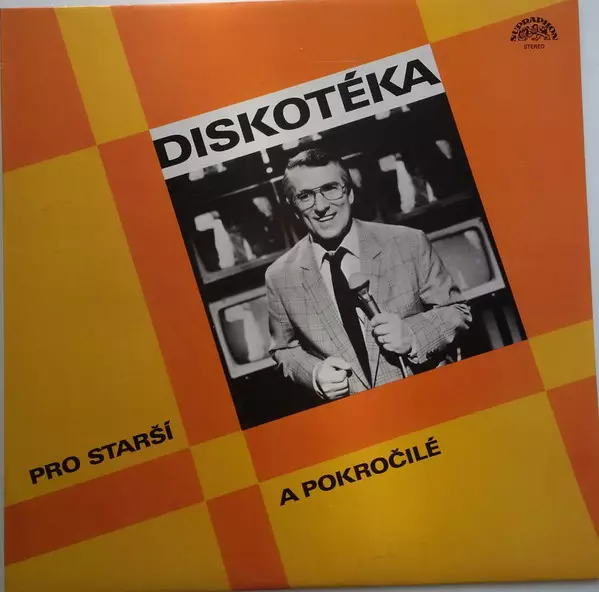 SUPRAPHON
STEREO
DISKOTÉKA
PRO STARŠÍ
A POKROČILÉ